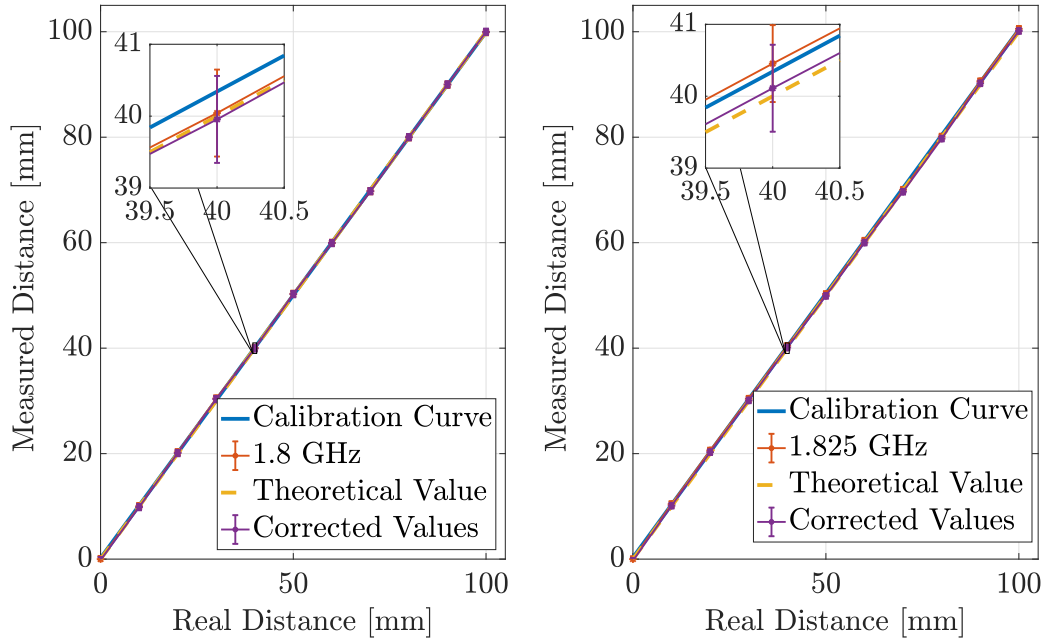 100
80
60
40
20
0
0
50
100
Measured Distance [mm]
Real Distance [mm]
41
40
39
39.5
40
40.5
Calibration Curve
1.8 GHz
Theoretical Value
Corrected Values
100
80
60
40
20
0
0
50
100
Measured Distance [mm]
Real Distance [mm]
41
40
39
39.5
40
40.5
Calibration Curve
1.825 GHz
Theoretical Value
Corrected Values